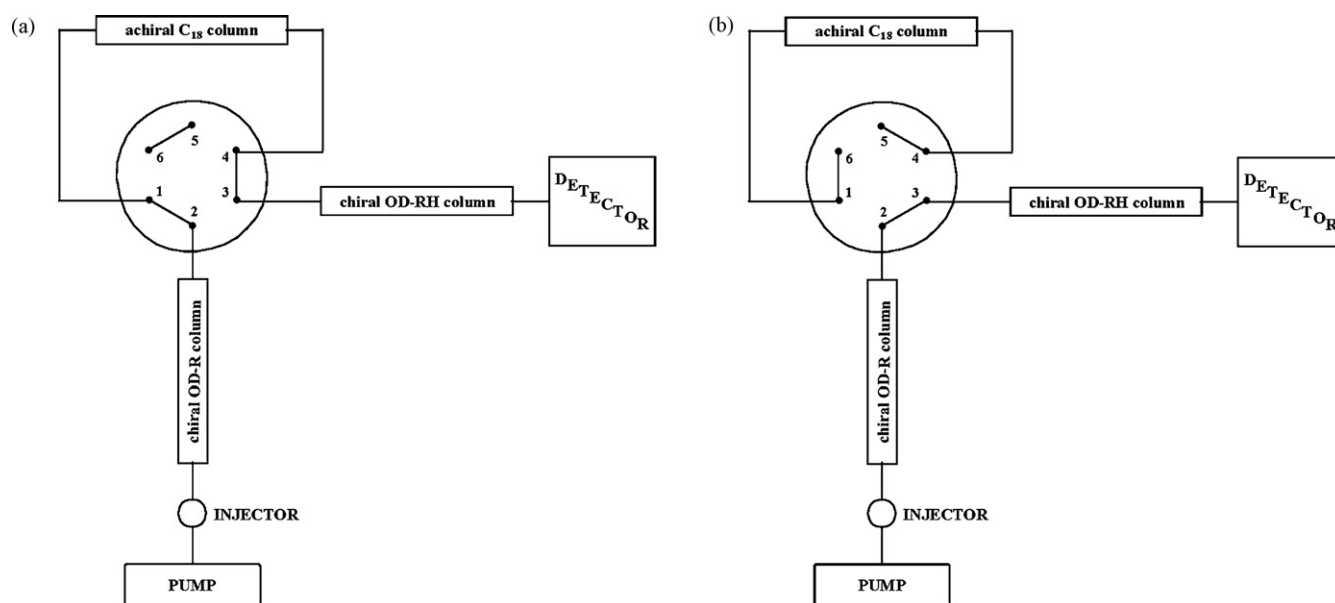 (a)
achiral C₁₈ column
5
6
4
1
3
2
chiral OD-RH column
DETECTOR
chiral OD-R column
INJECTOR
PUMP
(b)
achiral C₁₈ column
5
6
4
1
3
2
chiral OD-RH column
DETECTOR
chiral OD-R column
INJECTOR
PUMP